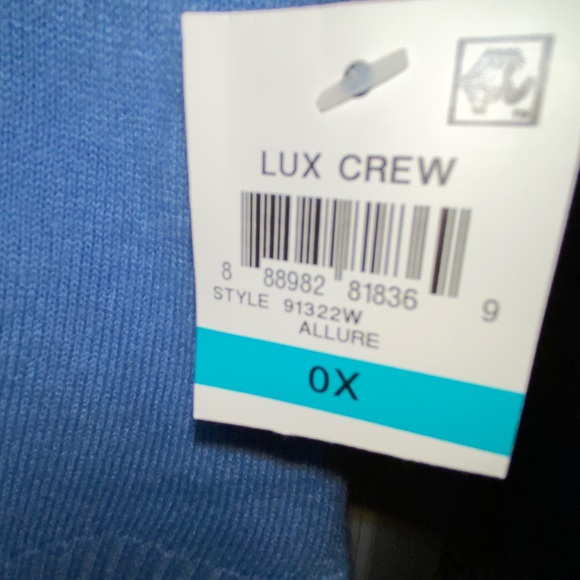 LUX CREW
8 88982 81836 9
STYLE 91322W
ALLURE
0X